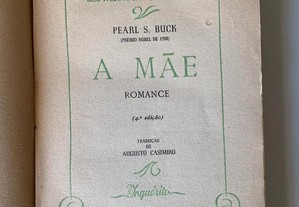 PEARL S. BUCK
(PRÉMIO NOBEL DE 1938)
A MÃE
ROMANCE
(4.ª edição)
TRADUÇÃO
DE
AUGUSTO CASIMIRO
Inquérito